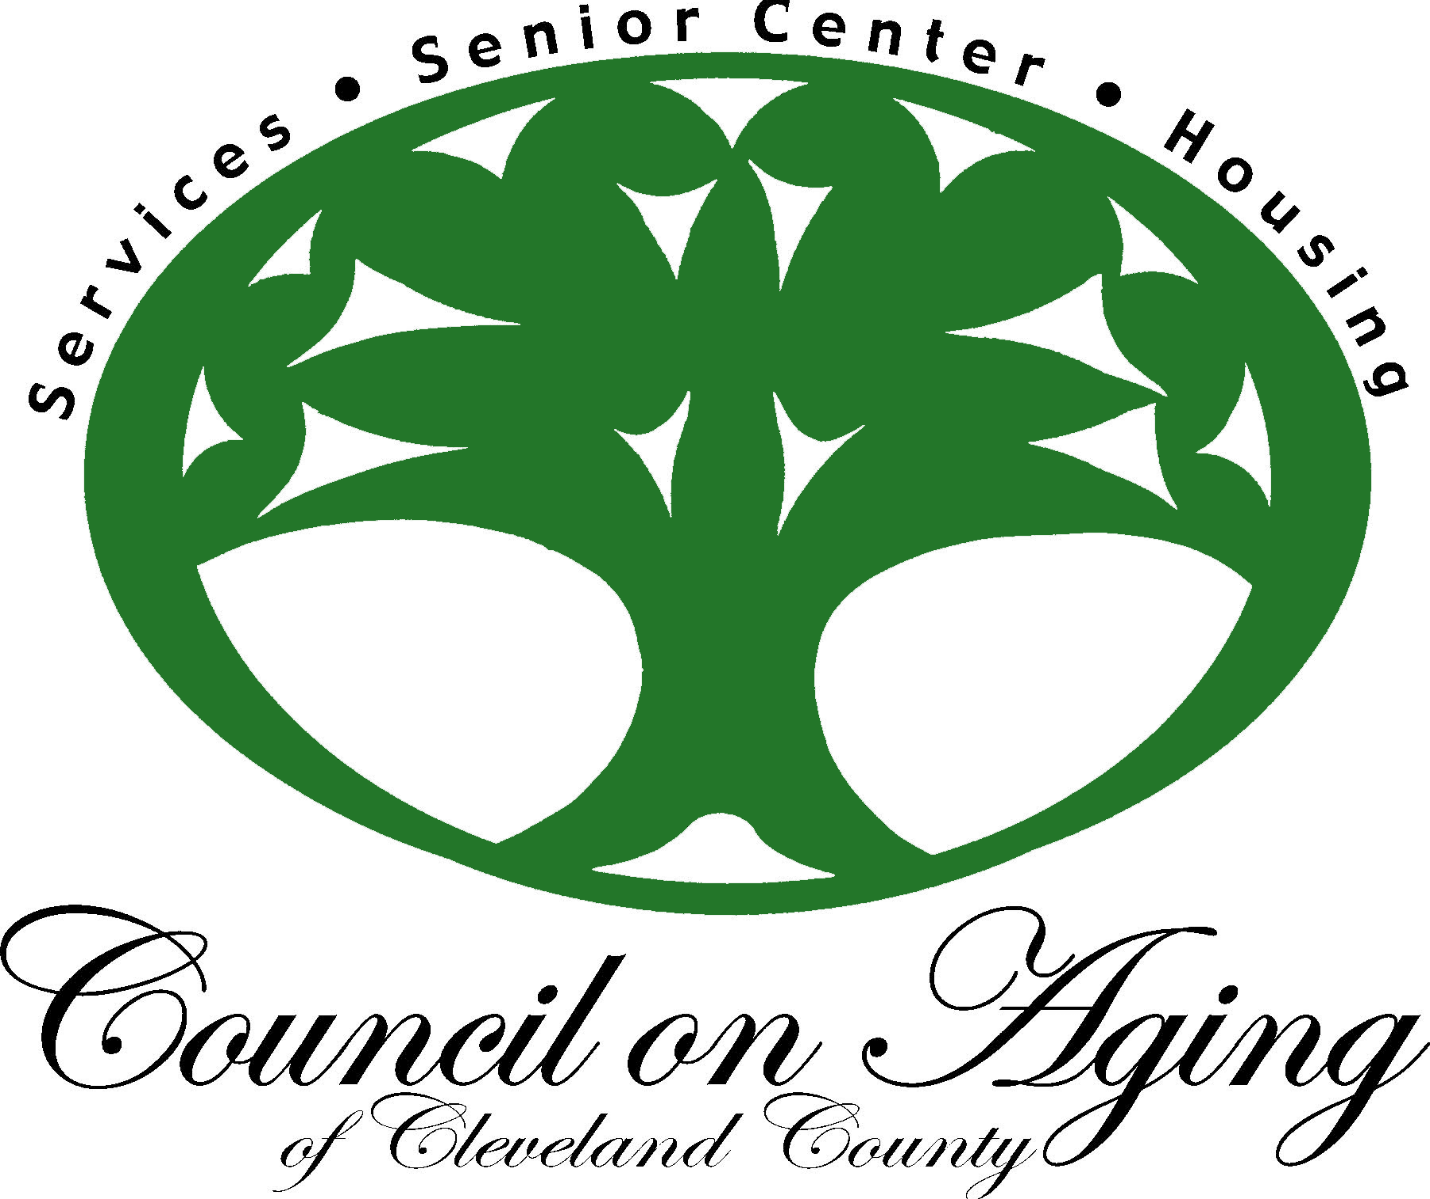 Services • Senior Center • Housing
Council on Aging
of Cleveland County